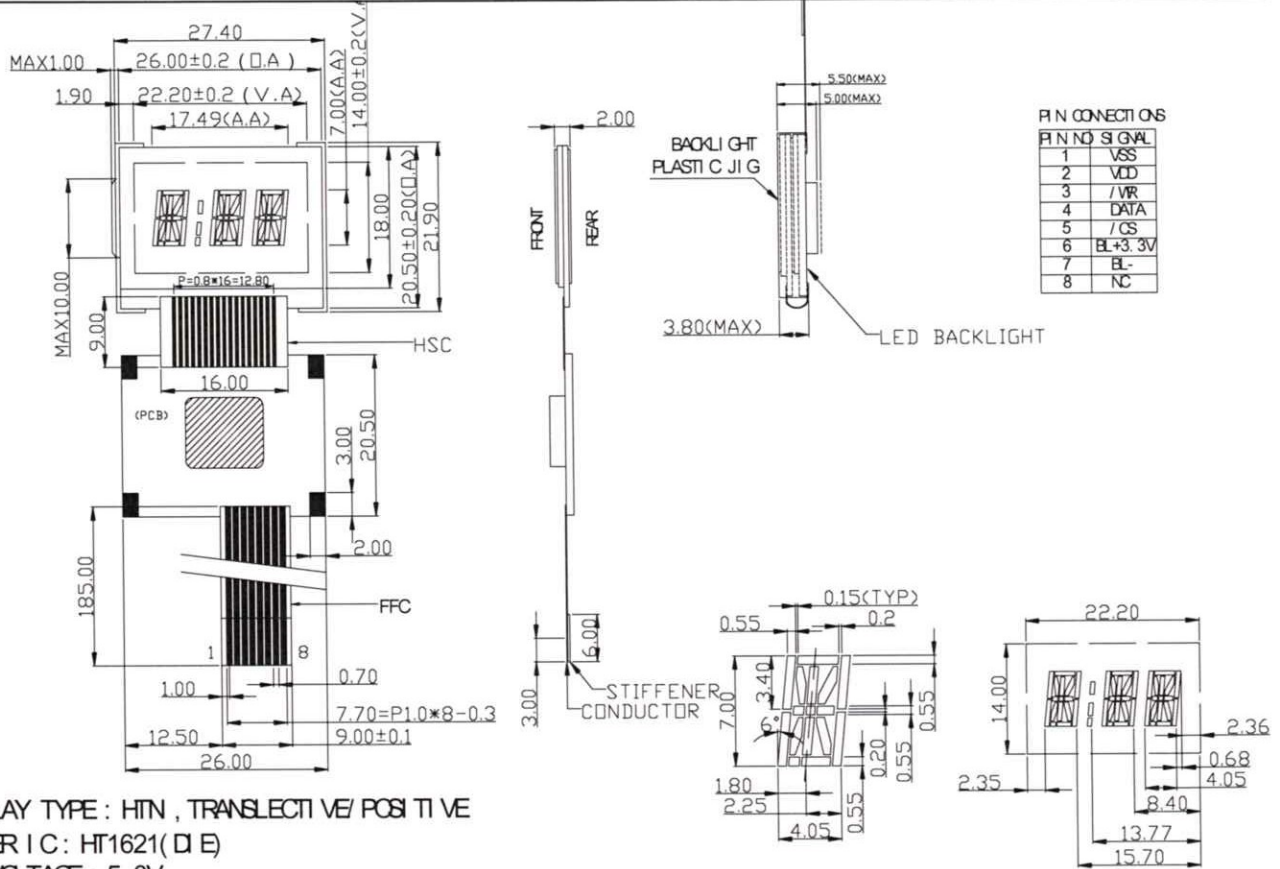 27.40
MAX1.00
26.00±0.2 (□.A)
1.90
22.20±0.2 (V.A)
17.49(A.A)
7.00(A.A)
14.00±0.2(V.A
18.00
20.50±0.20(□.A)
21.90
P=0.8*16=12.80
MAX10.00
9.00
HSC
16.00
(PCB)
3.00
20.50
2.00
185.00
FFC
1
8
1.00
0.70
7.70=P1.0*8-0.3
12.50
9.00±0.1
26.00
2.00
FRONT
REAR
3.00
6.00
STIFFENER
CONDUCTOR
5.50(MAX)
5.00(MAX)
BACKLIGHT
PLASTIC JIG
3.80(MAX)
LED BACKLIGHT
PIN CONNECTIONS
PIN NO SIGNAL
1 VSS
2 VDD
3 /WR
4 DATA
5 /CS
6 BL+3.3V
7 BL-
8 NC
0.15(TYP)
0.55
0.2
7.00
3.40
6°
0.55
0.20
0.55
1.80
2.25
0.55
4.05
22.20
14.00
2.36
0.68
2.35
4.05
8.40
13.77
15.70
LAY TYPE: HTN, TRANSLECTIVE/POSITIVE
ER IC: HT1621(DIE)